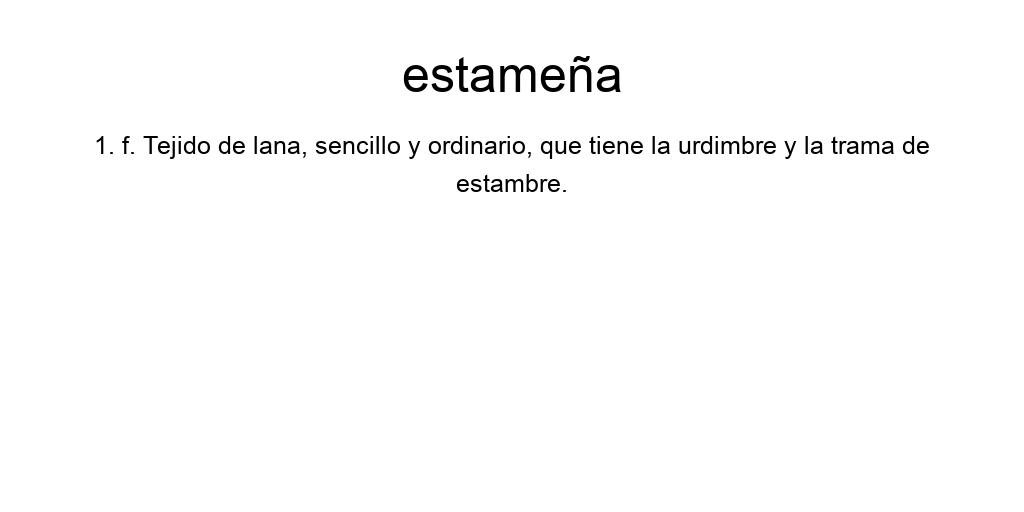 estameña
1. f. Tejido de lana, sencillo y ordinario, que tiene la urdimbre y la trama de
estambre.